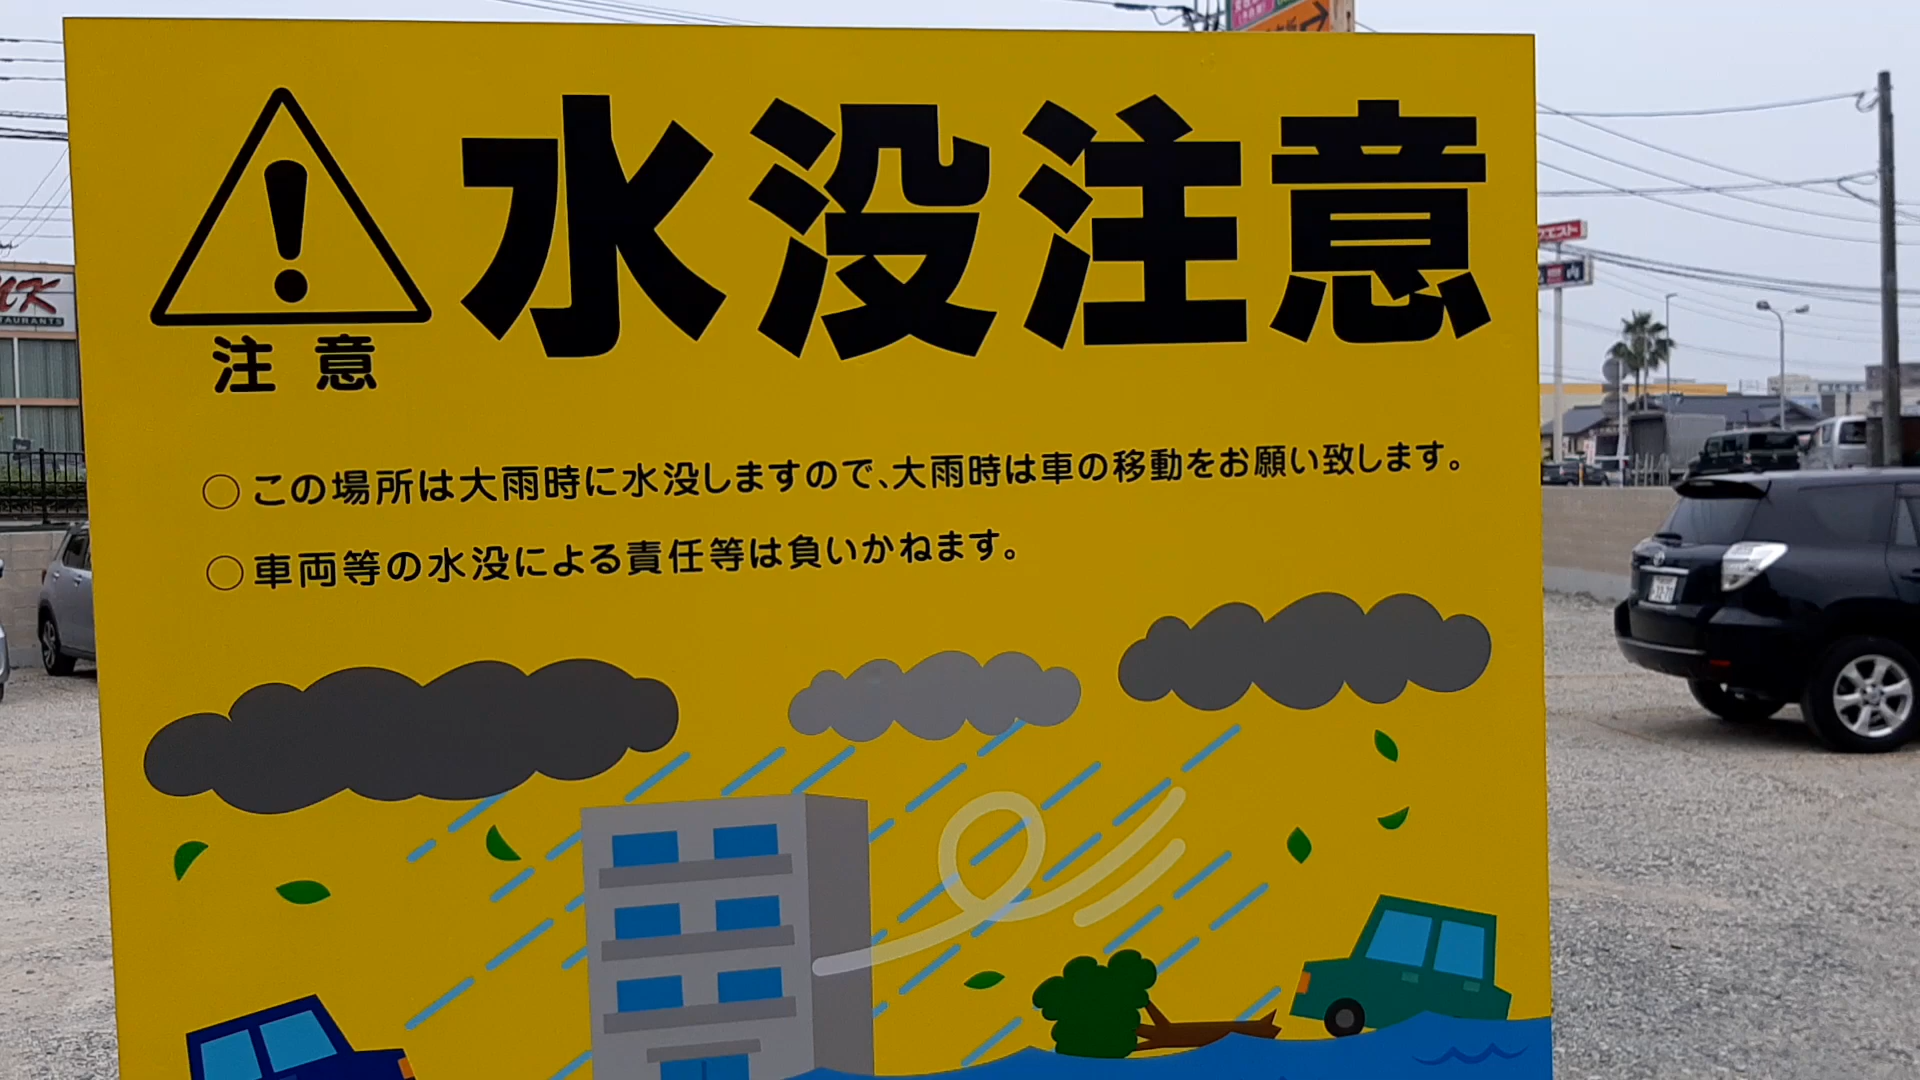 水没注意
注意
○この場所は大雨時に水没しますので、大雨時は車の移動をお願い致します。
○車両等の水没による責任等は負いかねます。